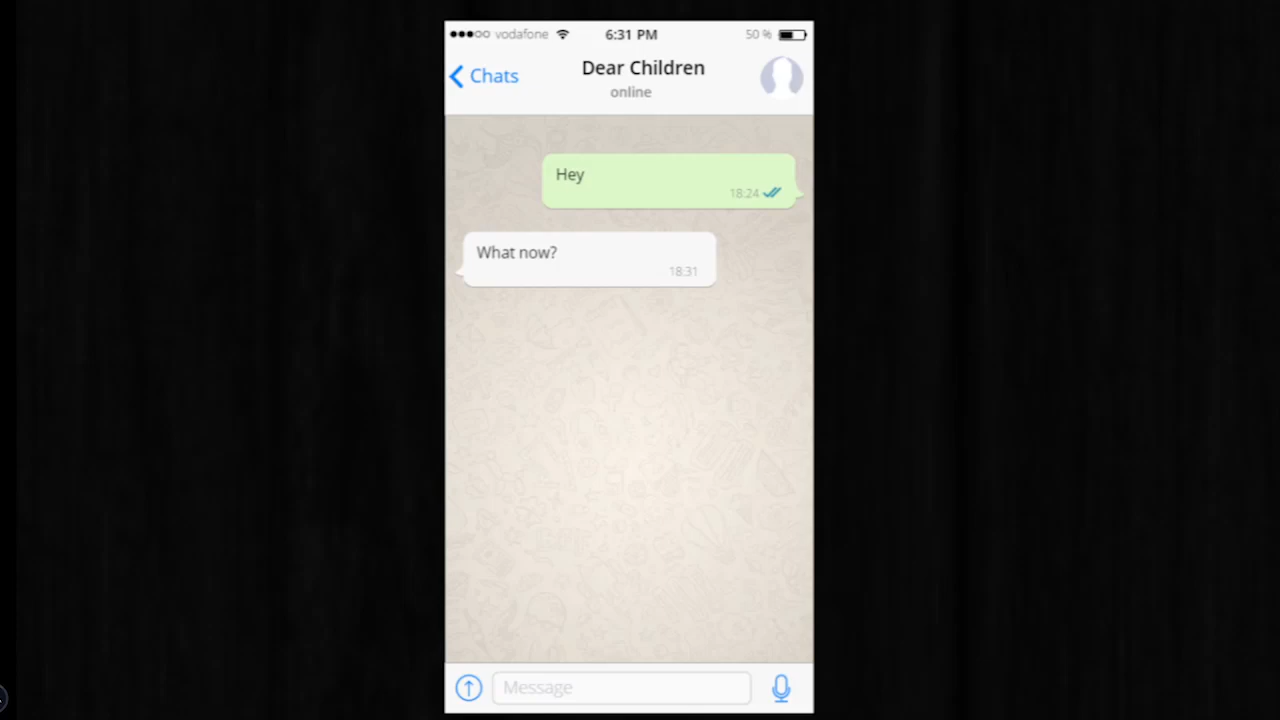 vodafone 6:31 PM 50 %
Chats Dear Children
online
Hey
18:24
What now?
18:31
Message